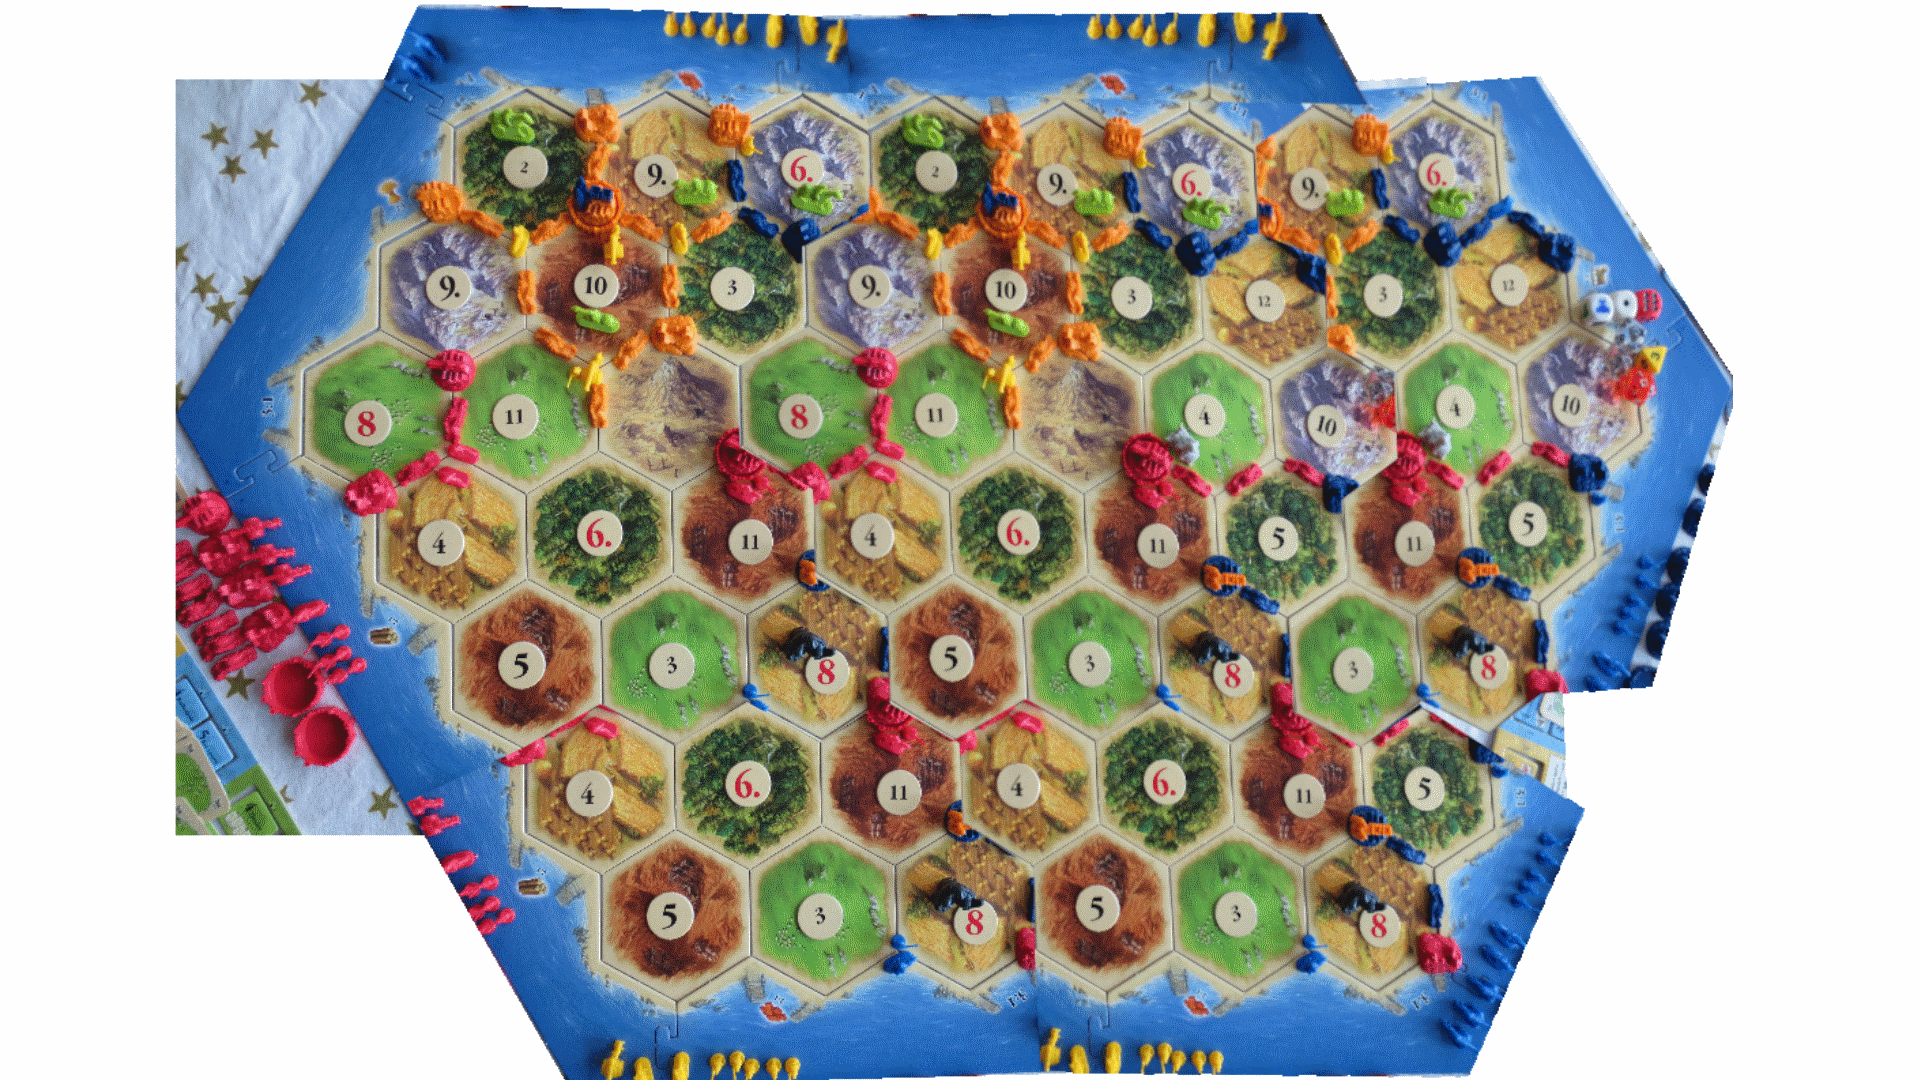 2 9. 6. 2 9. 6. 9. 6.
9. 10 3 9. 10 3 12 3 12
8 11 8 11 4 10 4 10
4 6. 11 4 6. 11 5 11 5
5 3 8 5 3 8 3 8
4 6. 11 4 6. 11 5
5 3 8 5 3 8